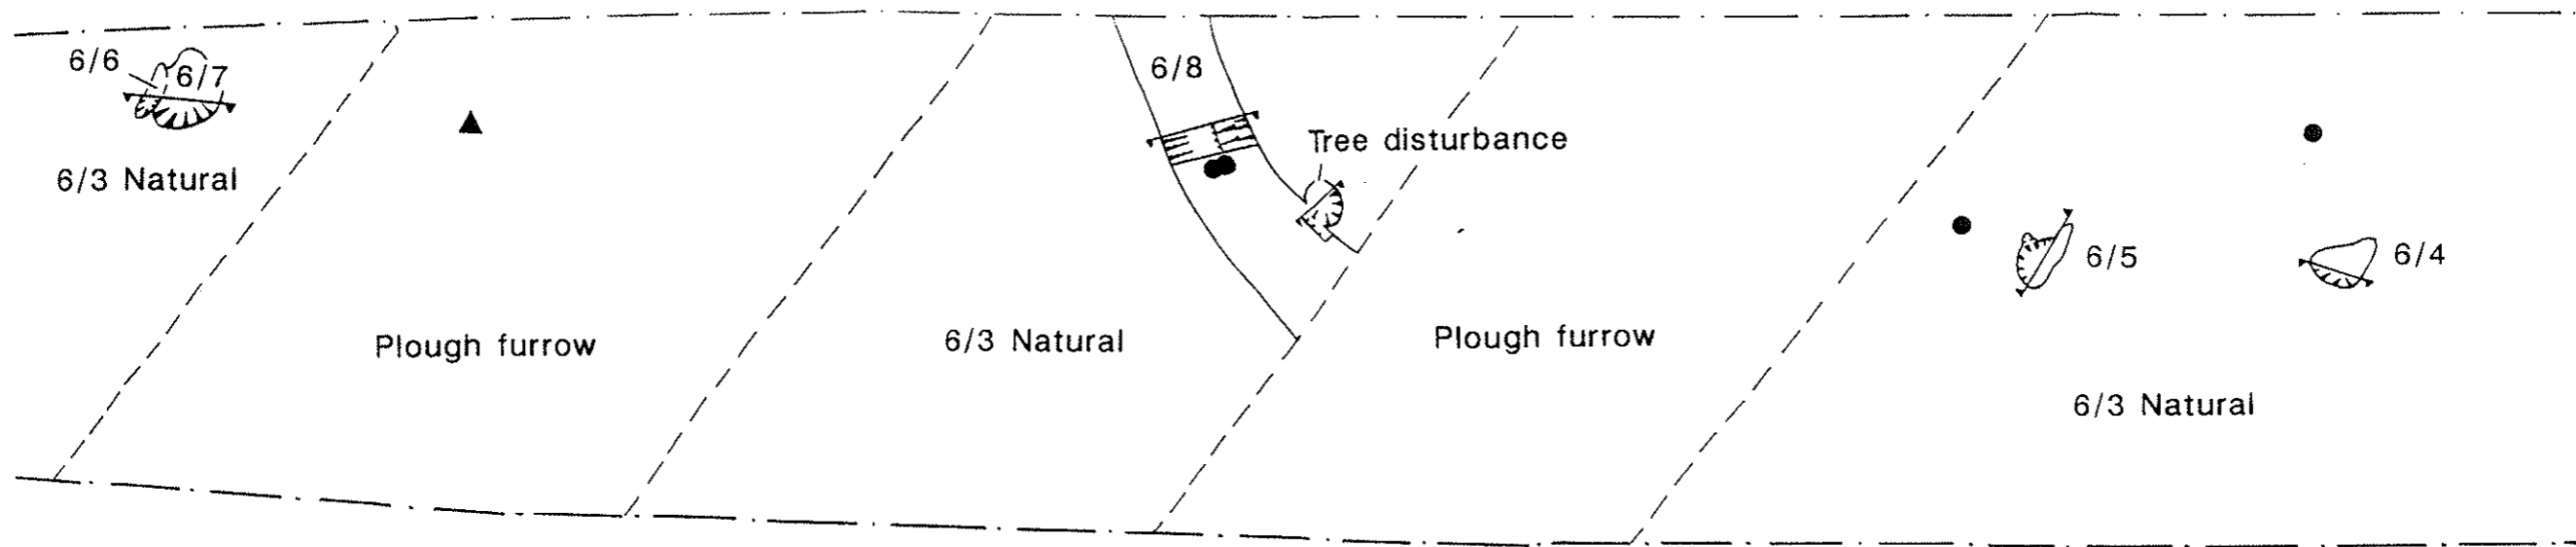 6/6
6/7
6/3 Natural
Plough furrow
6/8
Tree disturbance
6/3 Natural
Plough furrow
6/5
6/4
6/3 Natural